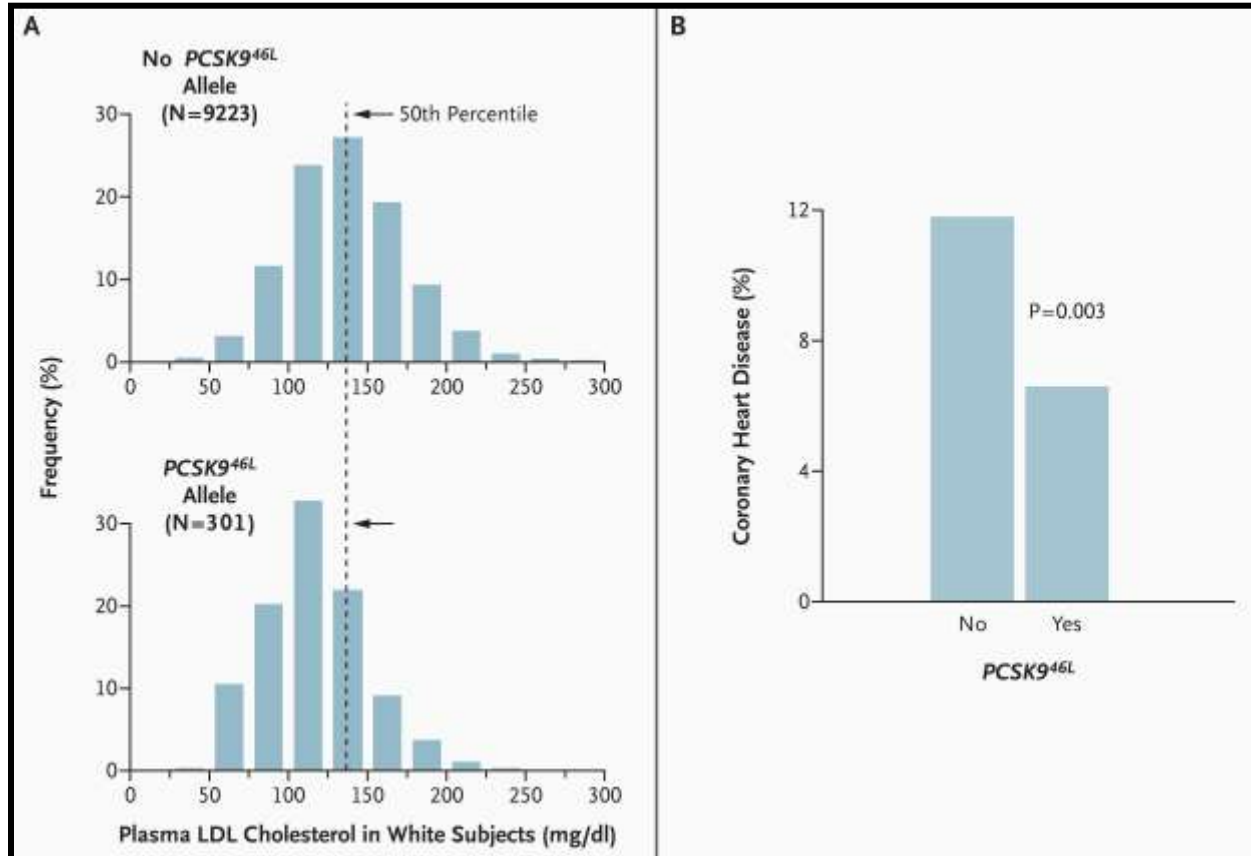 A
No PCSK9⁴⁶ᴸ
Allele
(N=9223)
30
50th Percentile
20
10
0
0 50 100 150 200 250 300
Frequency (%)
PCSK9⁴⁶ᴸ
Allele
(N=301)
30
20
10
0
0 50 100 150 200 250 300
Plasma LDL Cholesterol in White Subjects (mg/dl)
B
12
8
4
0
Coronary Heart Disease (%)
P=0.003
No Yes
PCSK9⁴⁶ᴸ